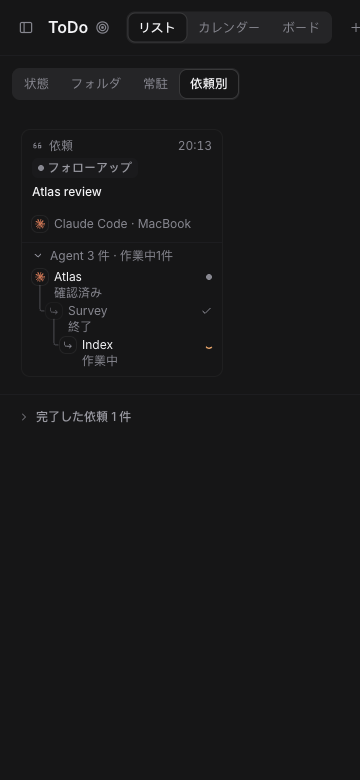 ToDo リスト カレンダー ボード
状態 フォルダ 常駐 依頼別
依頼 20:13
フォローアップ
Atlas review
Claude Code · MacBook
Agent 3 件 · 作業中1件
Atlas
確認済み
Survey
終了
Index
作業中
完了した依頼 1 件